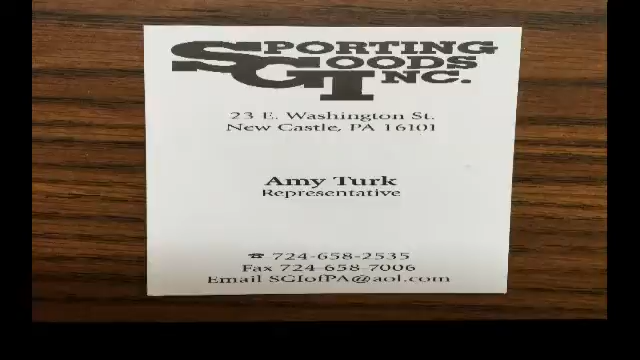 SPORTING
GOODS
INC.
23 E. Washington St.
New Castle, PA 16101
Amy Turk
Representative
☎ 724-658-2535
Fax 724-658-7006
Email SGIofPA@aol.com